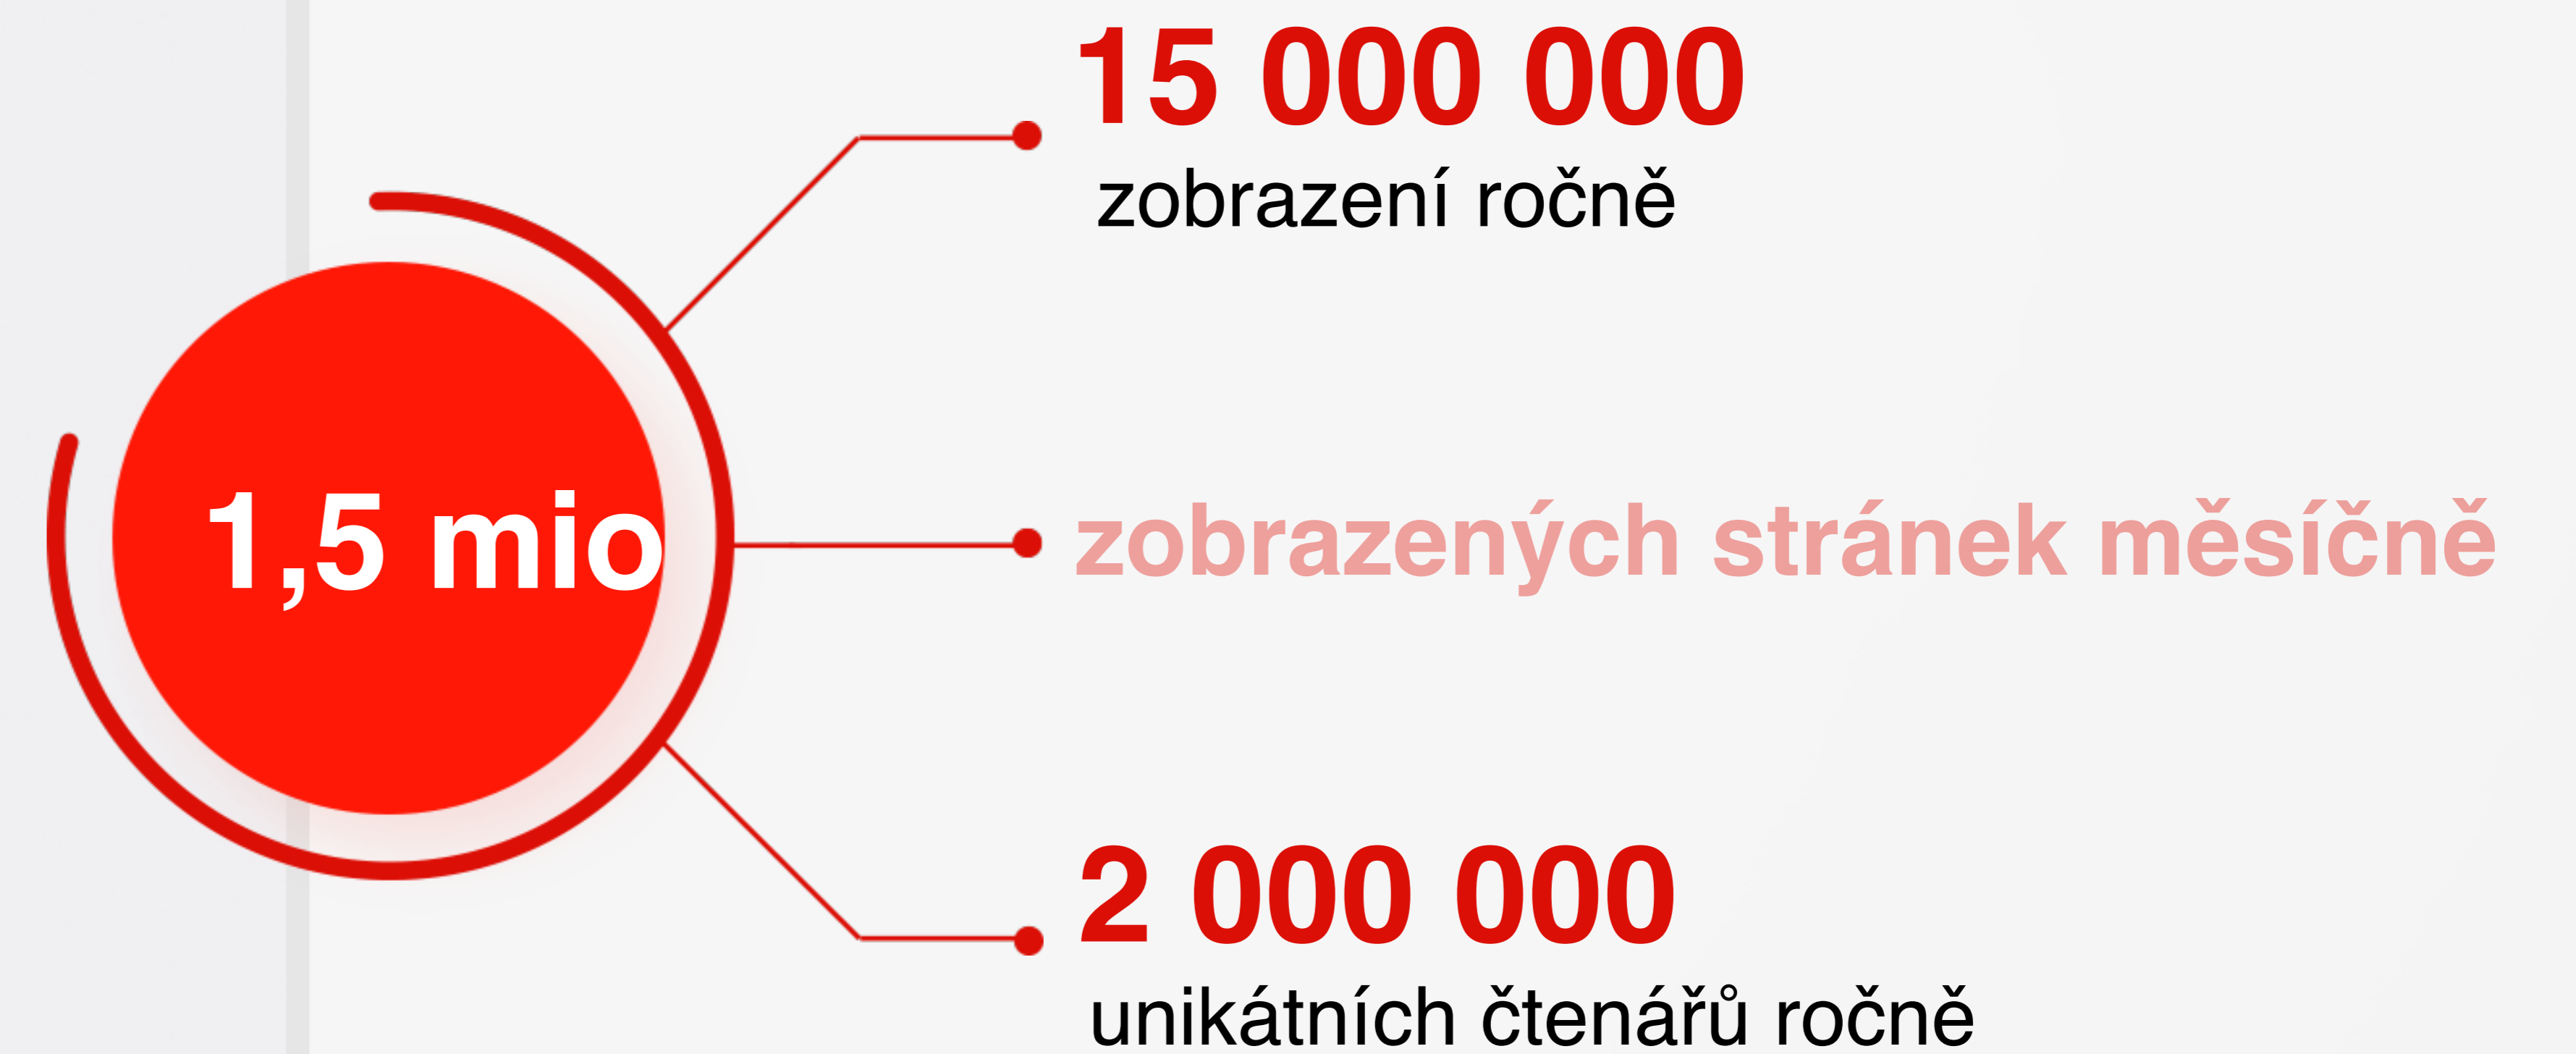 15 000 000
zobrazení ročně
1,5 mio
zobrazených stránek měsíčně
2 000 000
unikátních čtenářů ročně